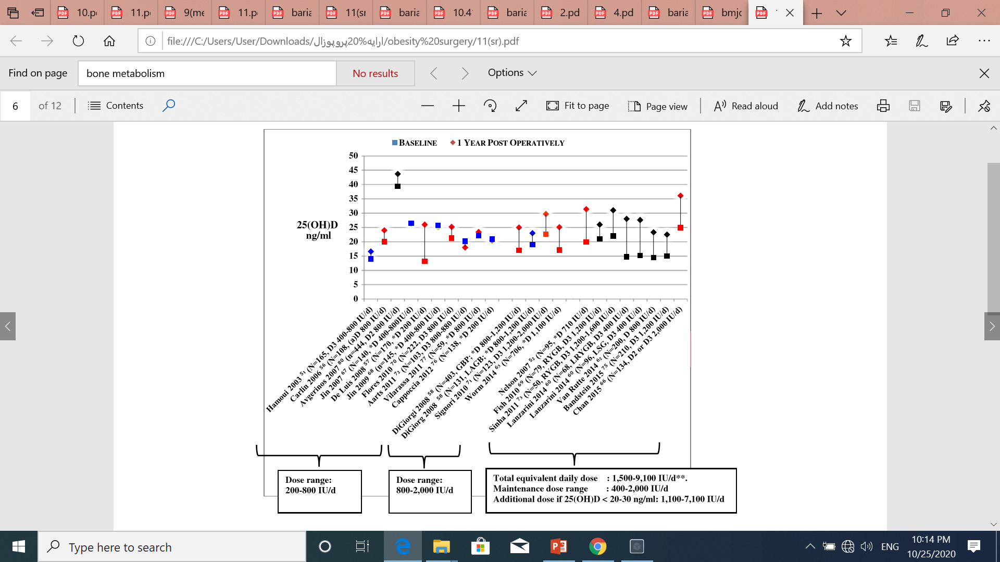 10.p
11.p
9(me
11.p
baria
11(sr
baria
10.4
baria
2.pd
4.pd
baria
bmjc
file:///C:/Users/User/Downloads/ارایه%20پروپوزال/obesity%20surgery/11(sr).pdf
Find on page
bone metabolism
No results
Options
6
of 12
Contents
Fit to page
Page view
Read aloud
Add notes
BASELINE
1 YEAR POST OPERATIVELY
25(OH)D
ng/ml
50
45
40
35
30
25
20
15
10
5
0
Hamoui 2003 ⁵¹ (N=165, D3 400-800 IU/d)
Carlin 2006 ⁵⁶ (N=108, (a)D 800 IU/d)
Avgerinos 2007 ⁸⁰ (n=444, D2 800 IU/d)
Jin 2007 ⁶⁷ (N=140, *D 400-800IU/d)
De Luis 2008 ⁵⁷ (N=170, *D 200 IU/d)
Jin 2009 ⁶⁸ (n=145, *D 400-800 IU/d)
Flores 2010 ⁷⁰ (N=222, D3 800 IU/d)
Aarts 2011 ⁷² (N=103, D3 800-880 IU/d)
Vilarassa 2011 ⁷⁷ (N=59, *D 800 IU/d)
Cappoccia 2012 ⁷⁶ (N=138, *D 200 IU/d)
DiGiorgi 2008 ⁵⁸ (N=403, GBP; *D 800-1,200 IU/d)
DiGiorg 2008 ⁵⁸ (N=131, LAGB; *D 800-1,200 IU/d)
Signori 2010 ⁷¹ (N=123, D3 1,200-2,000 IU/d)
Worm 2014 ⁶³ (N=706, *D 1,100 IU/d)
Nelson 2007 ⁵² (N=95, *D 710 IU/d)
Fish 2010 ⁶⁹ (N=79, RYGB, D3 1,200 IU/d)
Sinha 2011 ⁷³ (N=50, RYGB, D3 1,200-1,600 IU/d)
Lanzarini 2014 ⁶⁰ (N=68, LRYGB, D3 400 IU/d)
Lanzarini 2014 ⁶⁰ (N=96, LSG, D3 400 IU/d)
Van Rutte 2014 ⁶² (N=200, D 800 IU/d)
Bandstein 2015 ⁷⁵ (N=210, D3 1,200 IU/d)
Chan 2015 ⁶⁶ (N=134, D2 or D3 2,000 IU/d)
Dose range:
200-800 IU/d
Dose range:
800-2,000 IU/d
Total equivalent daily dose : 1,500-9,100 IU/d**.
Maintenance dose range : 400-2,000 IU/d
Additional dose if 25(OH)D < 20-30 ng/ml: 1,100-7,100 IU/d
Type here to search
ENG
10:14 PM
10/25/2020